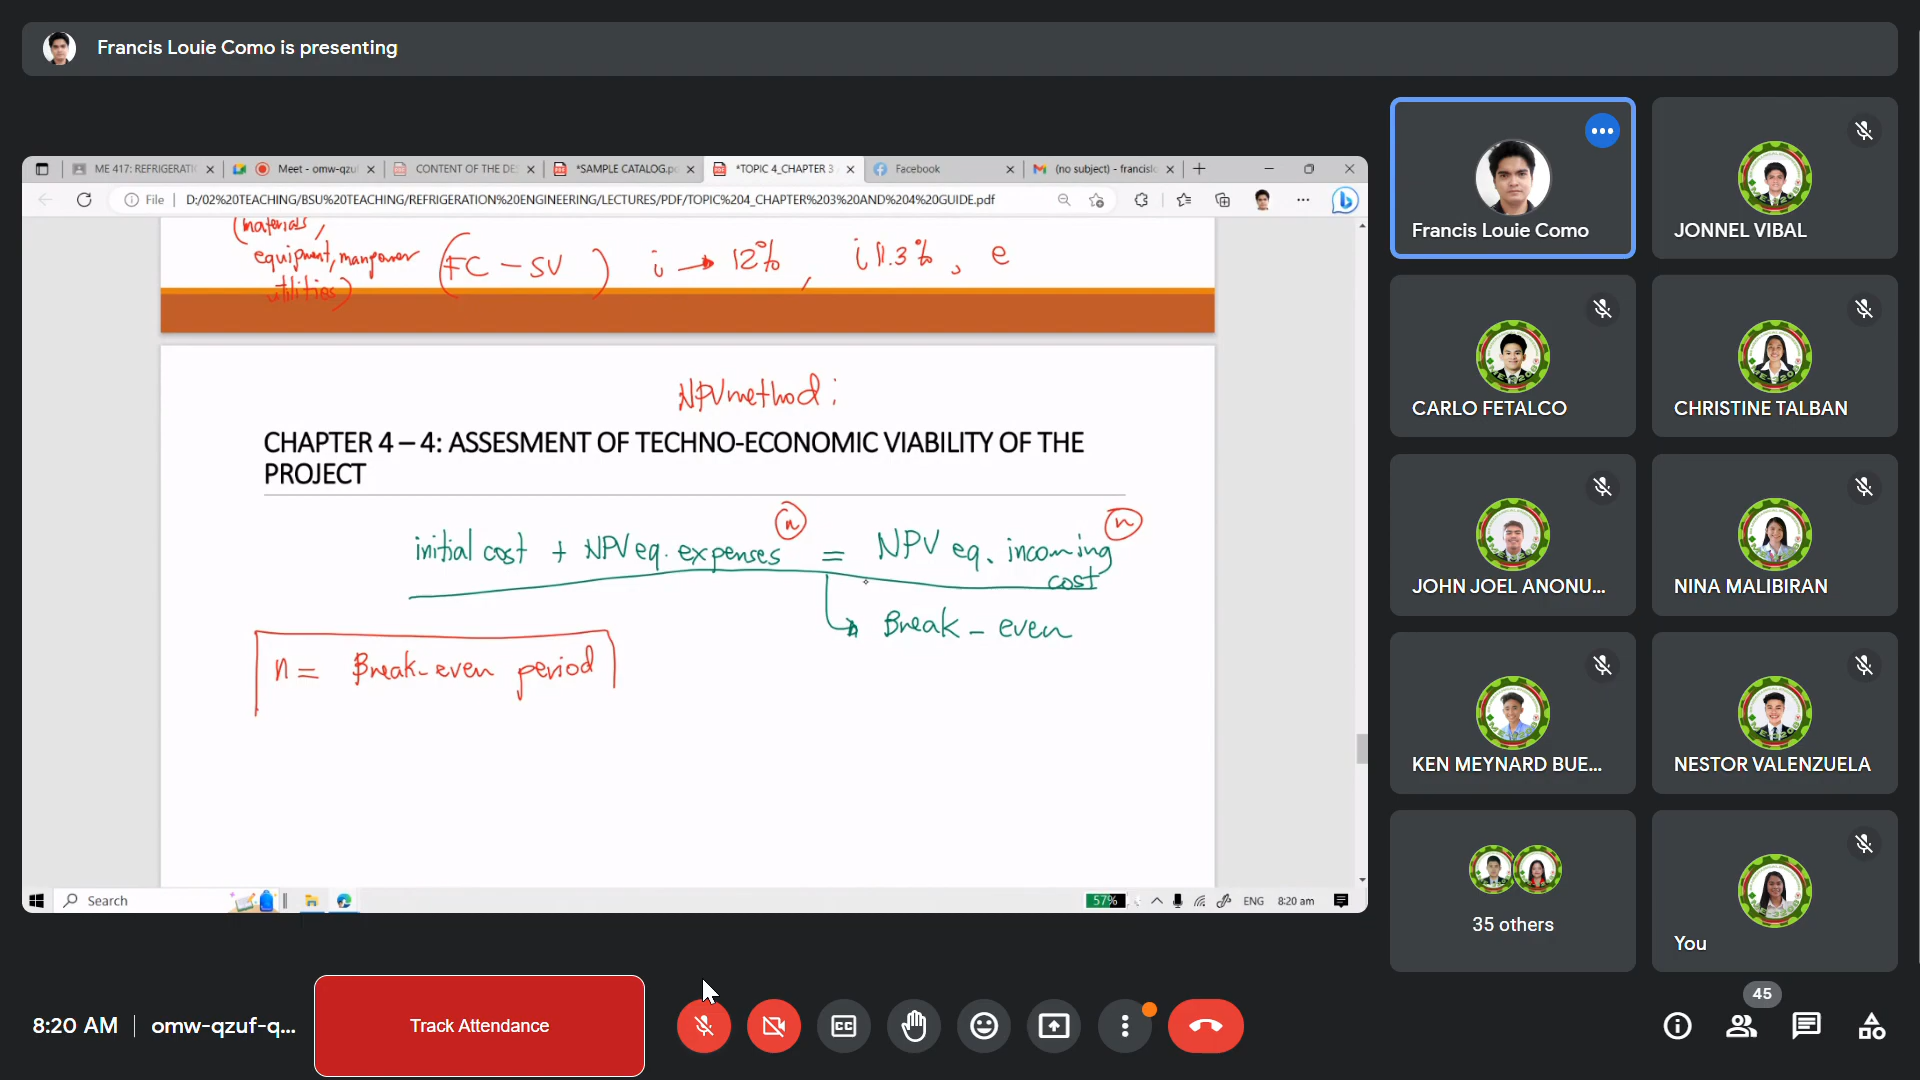 Francis Louie Como is presenting
ME 417: REFRIGERATI
Meet - omw-qzu
CONTENT OF THE DE
*SAMPLE CATALOG.p
*TOPIC 4_CHAPTER 3
Facebook
(no subject) - francislo
File
D:/02%20TEACHING/BSU%20TEACHING/REFRIGERATION%20ENGINEERING/LECTURES/PDF/TOPIC%204_CHAPTER%203%20AND%204%20GUIDE.pdf
(materials,
equipment, manpower
utilities)
(FC - SV ) i → 12% , i 11.3% , e
NPV method :
CHAPTER 4 – 4: ASSESMENT OF TECHNO-ECONOMIC VIABILITY OF THE
PROJECT
n n
initial cost + NPV eq. expenses = NPV eq. incoming
cost
↳ Break - even
n = Break-even period
Search
57%
ENG
8:20 am
Francis Louie Como
JONNEL VIBAL
CARLO FETALCO
CHRISTINE TALBAN
JOHN JOEL ANONU...
NINA MALIBIRAN
KEN MEYNARD BUE...
NESTOR VALENZUELA
35 others
You
8:20 AM
omw-qzuf-q...
Track Attendance
45